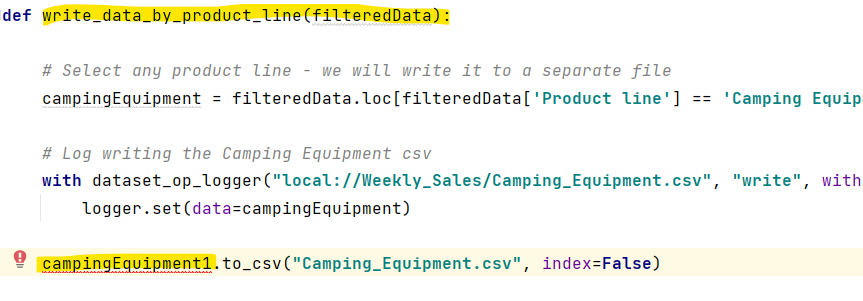 def write_data_by_product_line(filteredData):
# Select any product line - we will write it to a separate file
campingEquipment = filteredData.loc[filteredData['Product line'] == 'Camping Equip
# Log writing the Camping Equipment csv
with dataset_op_logger("local://Weekly_Sales/Camping_Equipment.csv", "write", with
logger.set(data=campingEquipment)
campingEquipment1.to_csv("Camping_Equipment.csv", index=False)